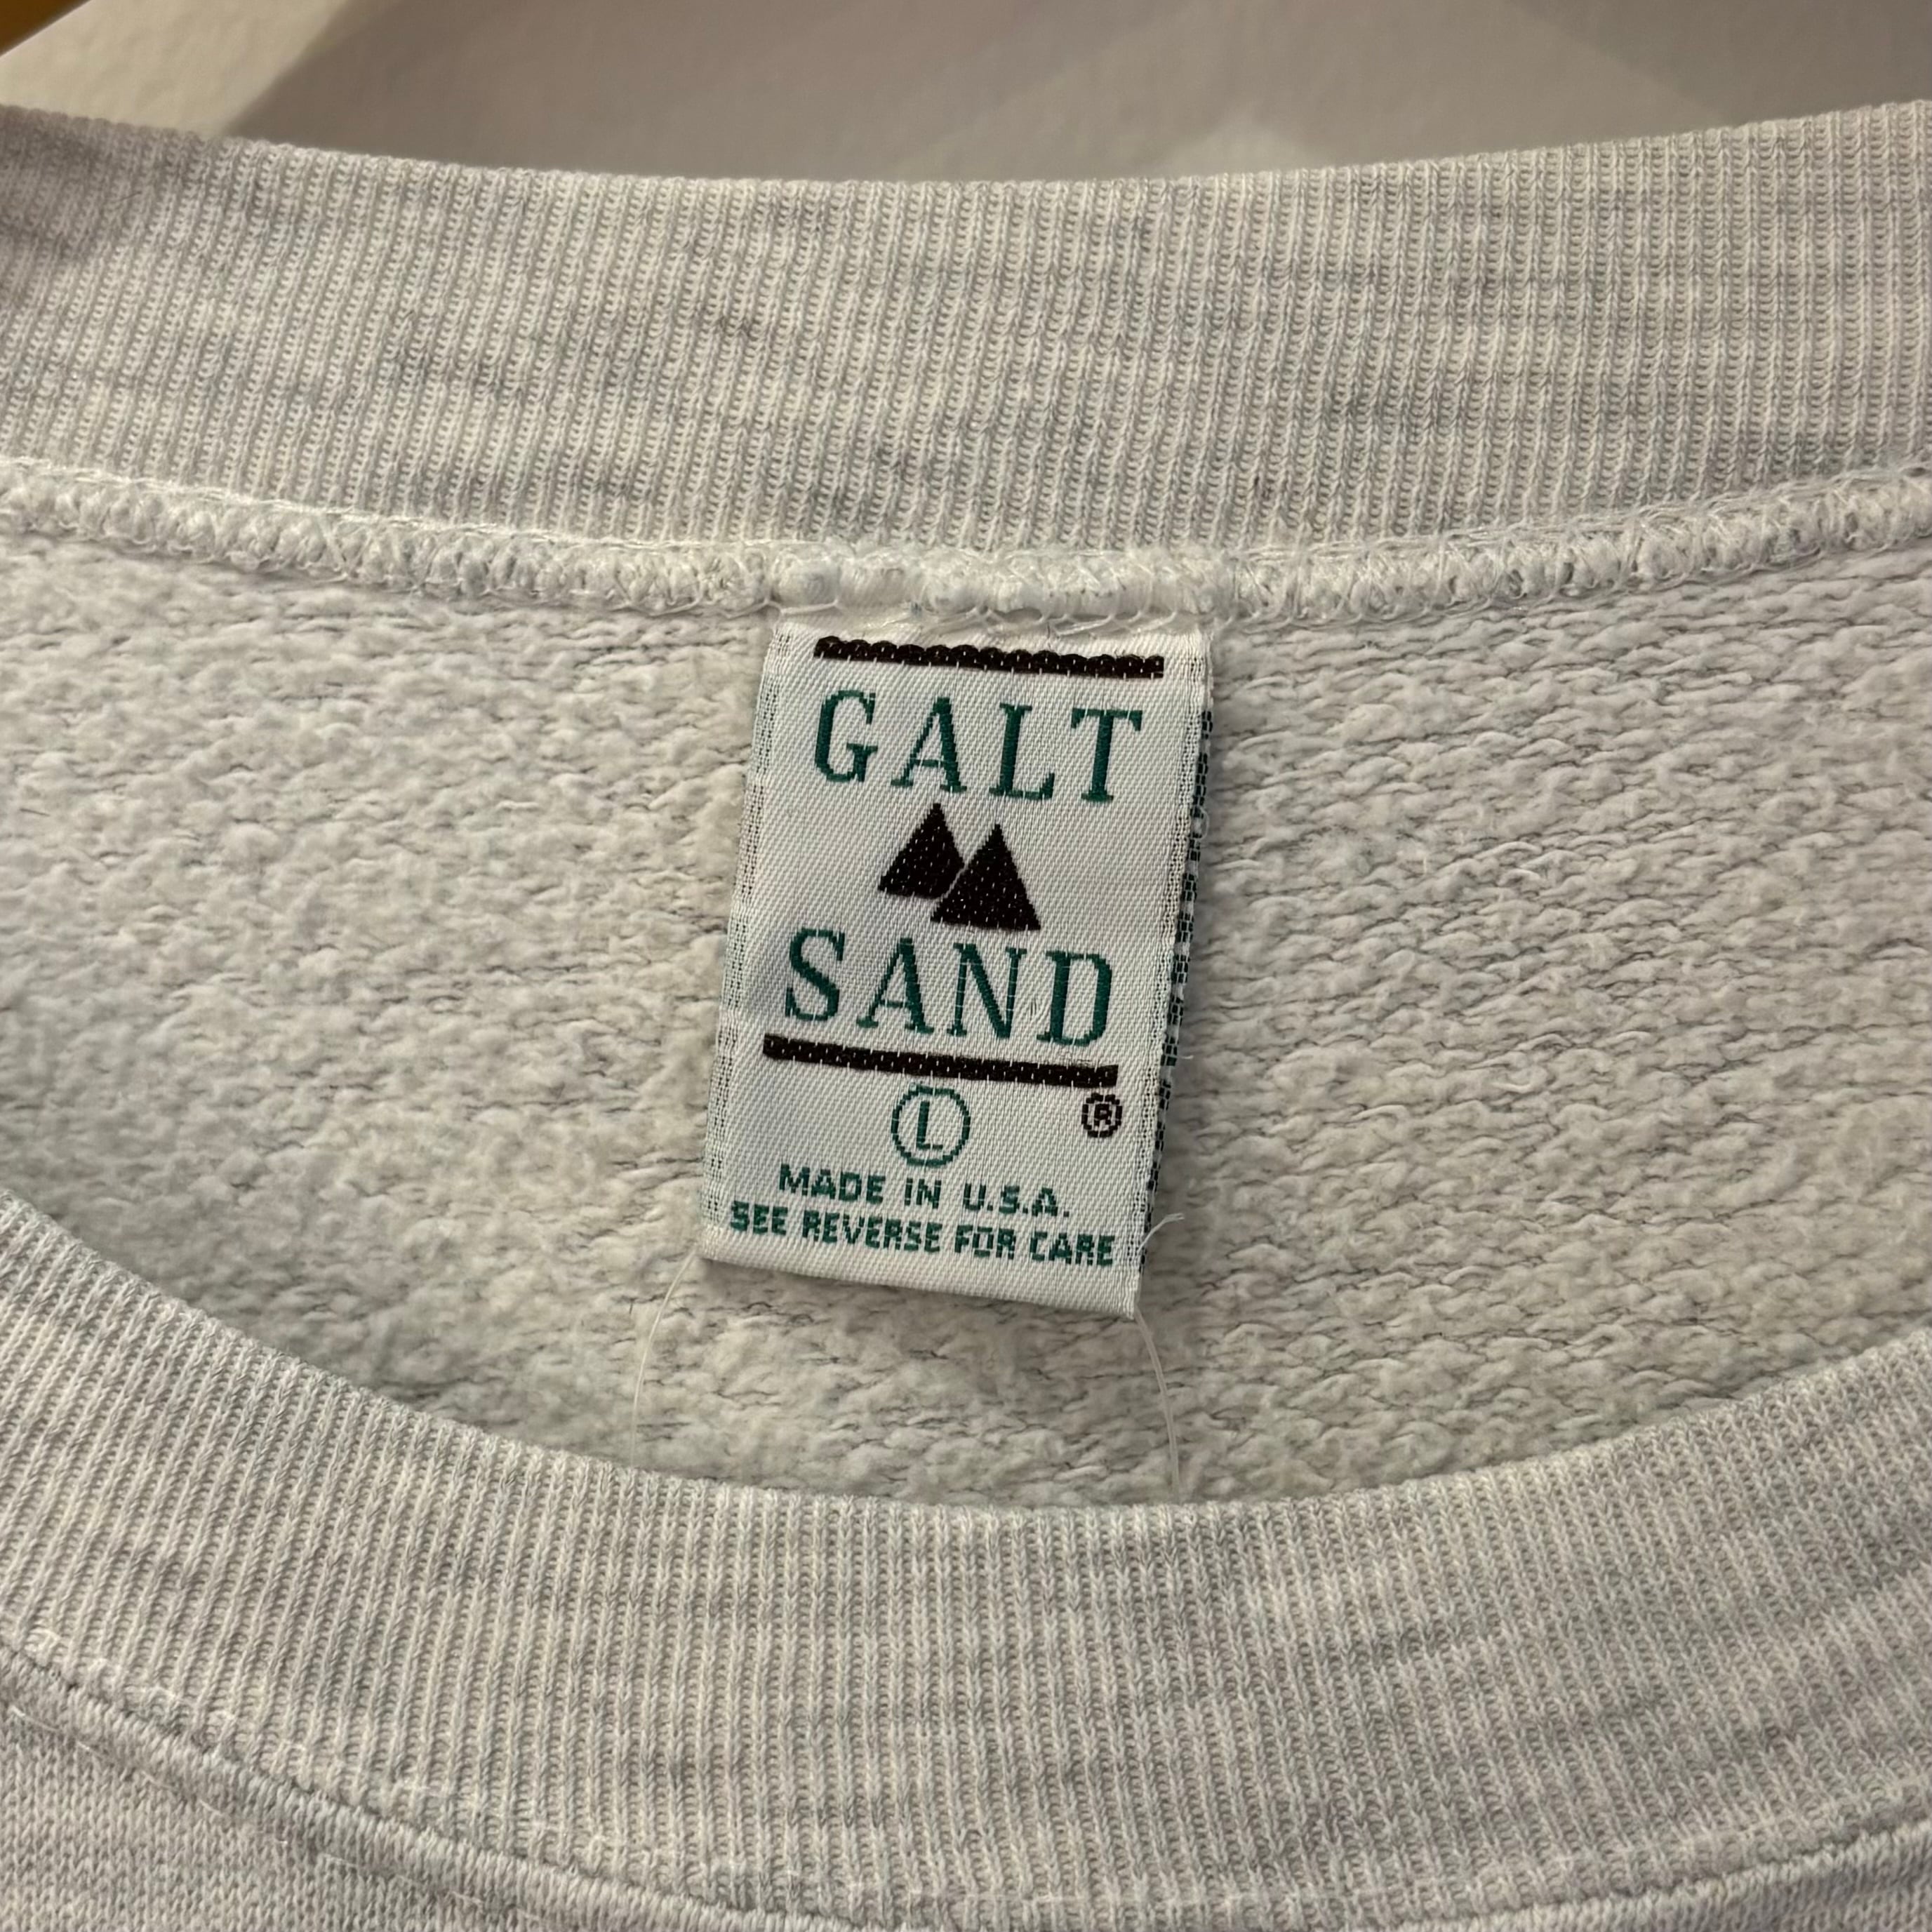 GALT
SAND
L ®
MADE IN U.S.A.
SEE REVERSE FOR CARE